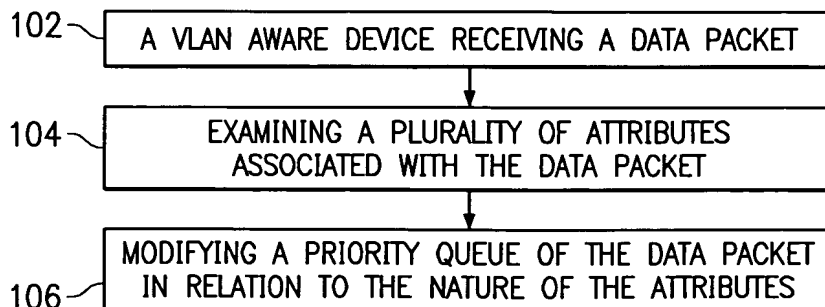 102
A VLAN AWARE DEVICE RECEIVING A DATA PACKET
104
EXAMINING A PLURALITY OF ATTRIBUTES
ASSOCIATED WITH THE DATA PACKET
106
MODIFYING A PRIORITY QUEUE OF THE DATA PACKET
IN RELATION TO THE NATURE OF THE ATTRIBUTES